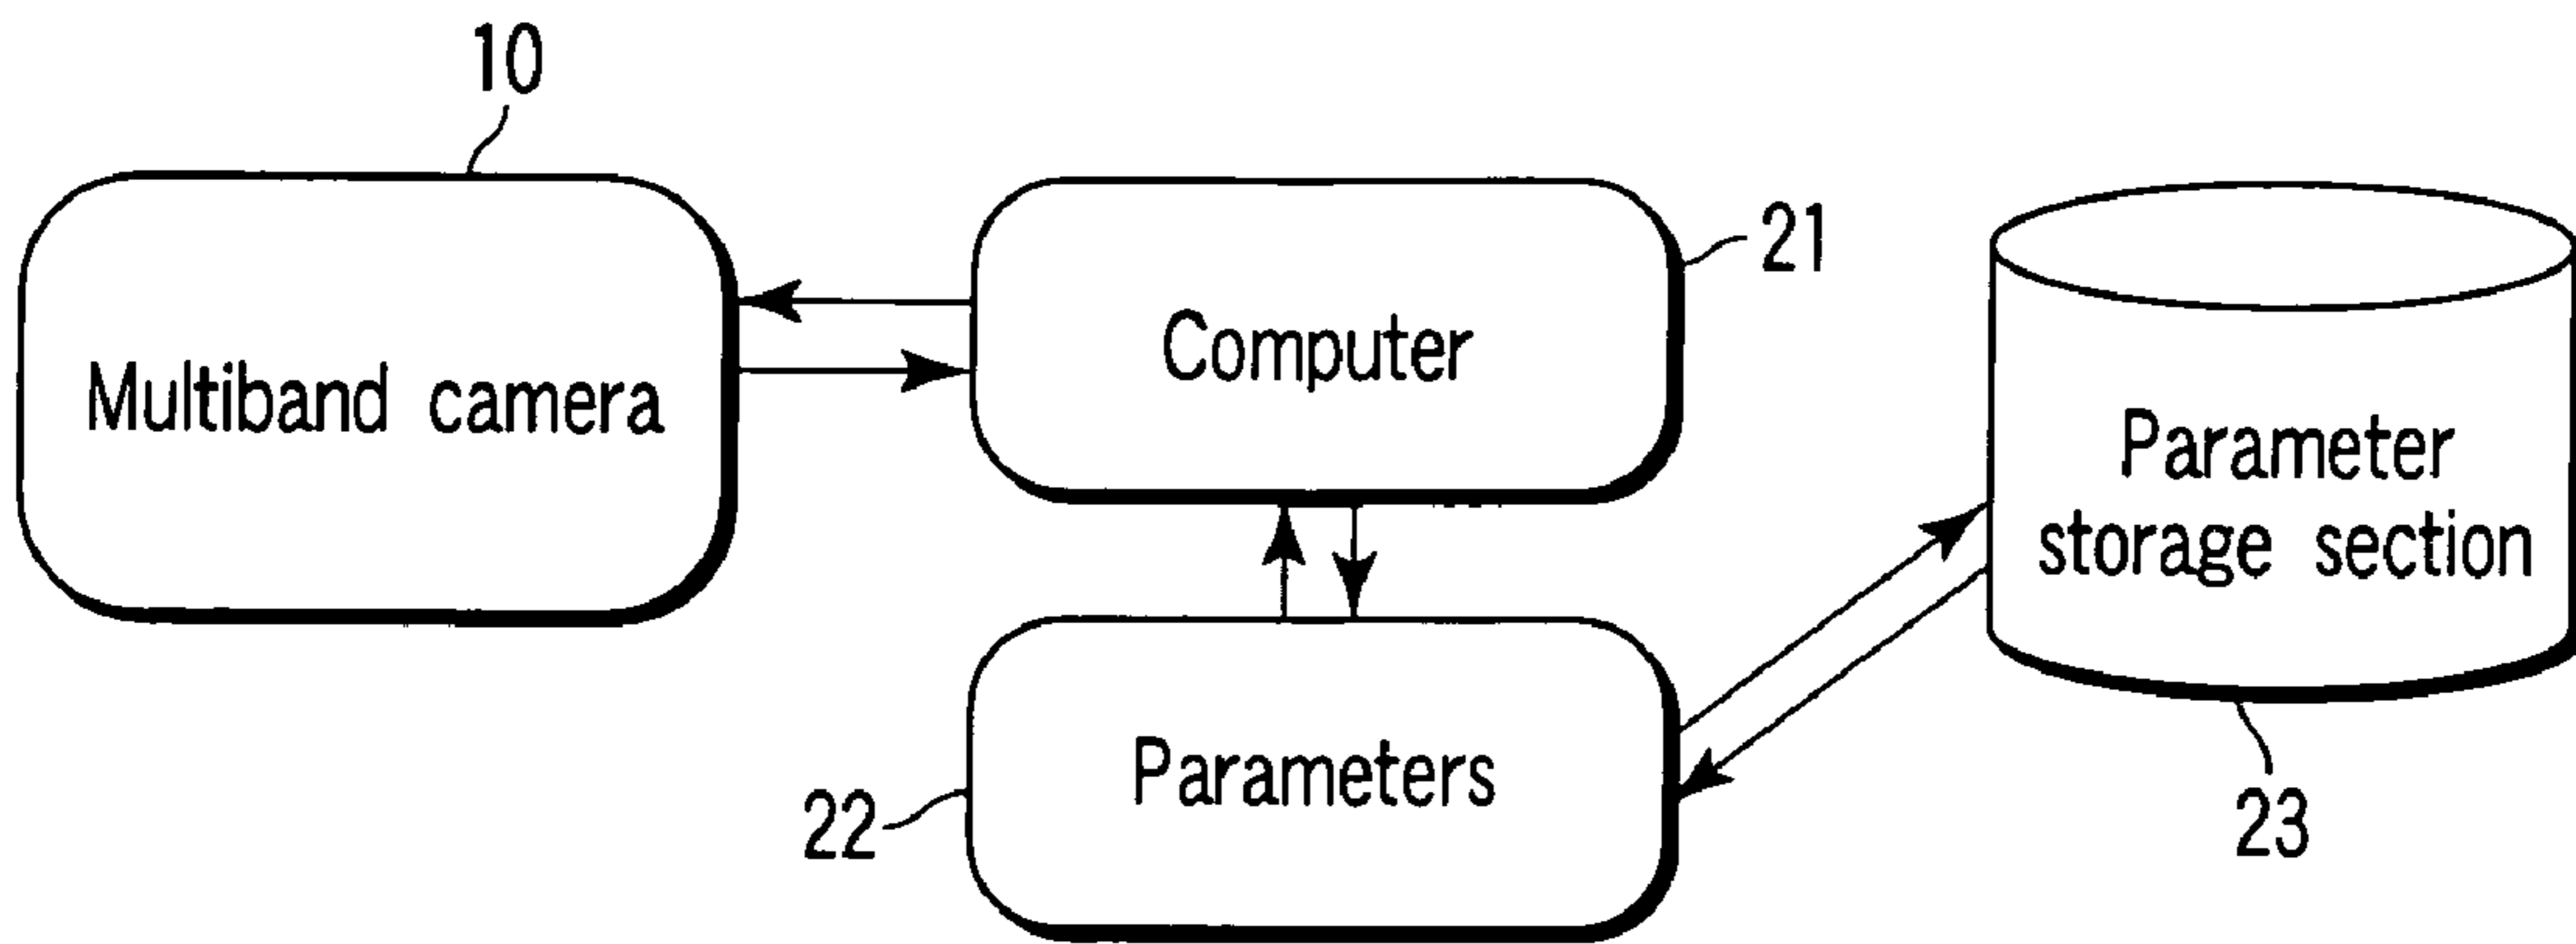 10
Multiband camera
Computer
21
Parameter
storage section
Parameters
22
23